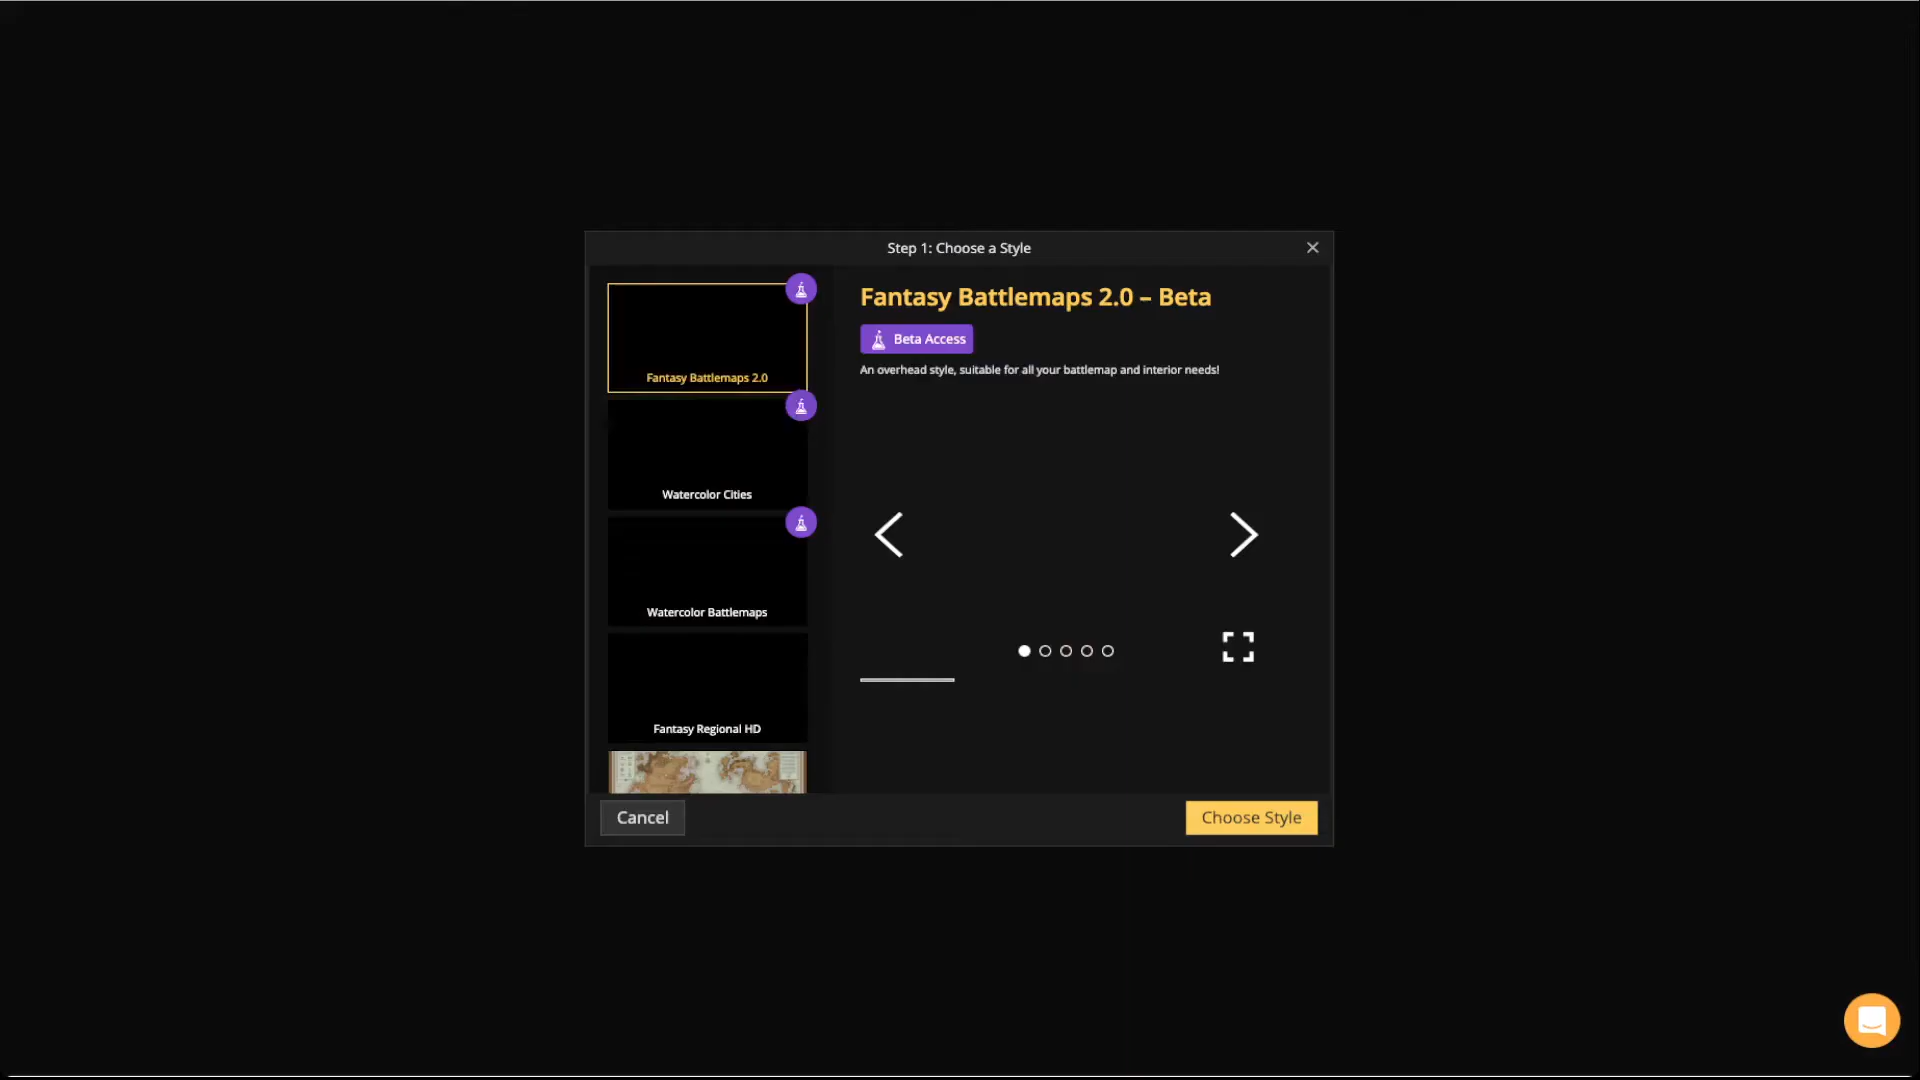 Step 1: Choose a Style
Fantasy Battlemaps 2.0
Watercolor Cities
Watercolor Battlemaps
Fantasy Regional HD
Fantasy Battlemaps 2.0 – Beta
Beta Access
An overhead style, suitable for all your battlemap and interior needs!
Cancel
Choose Style